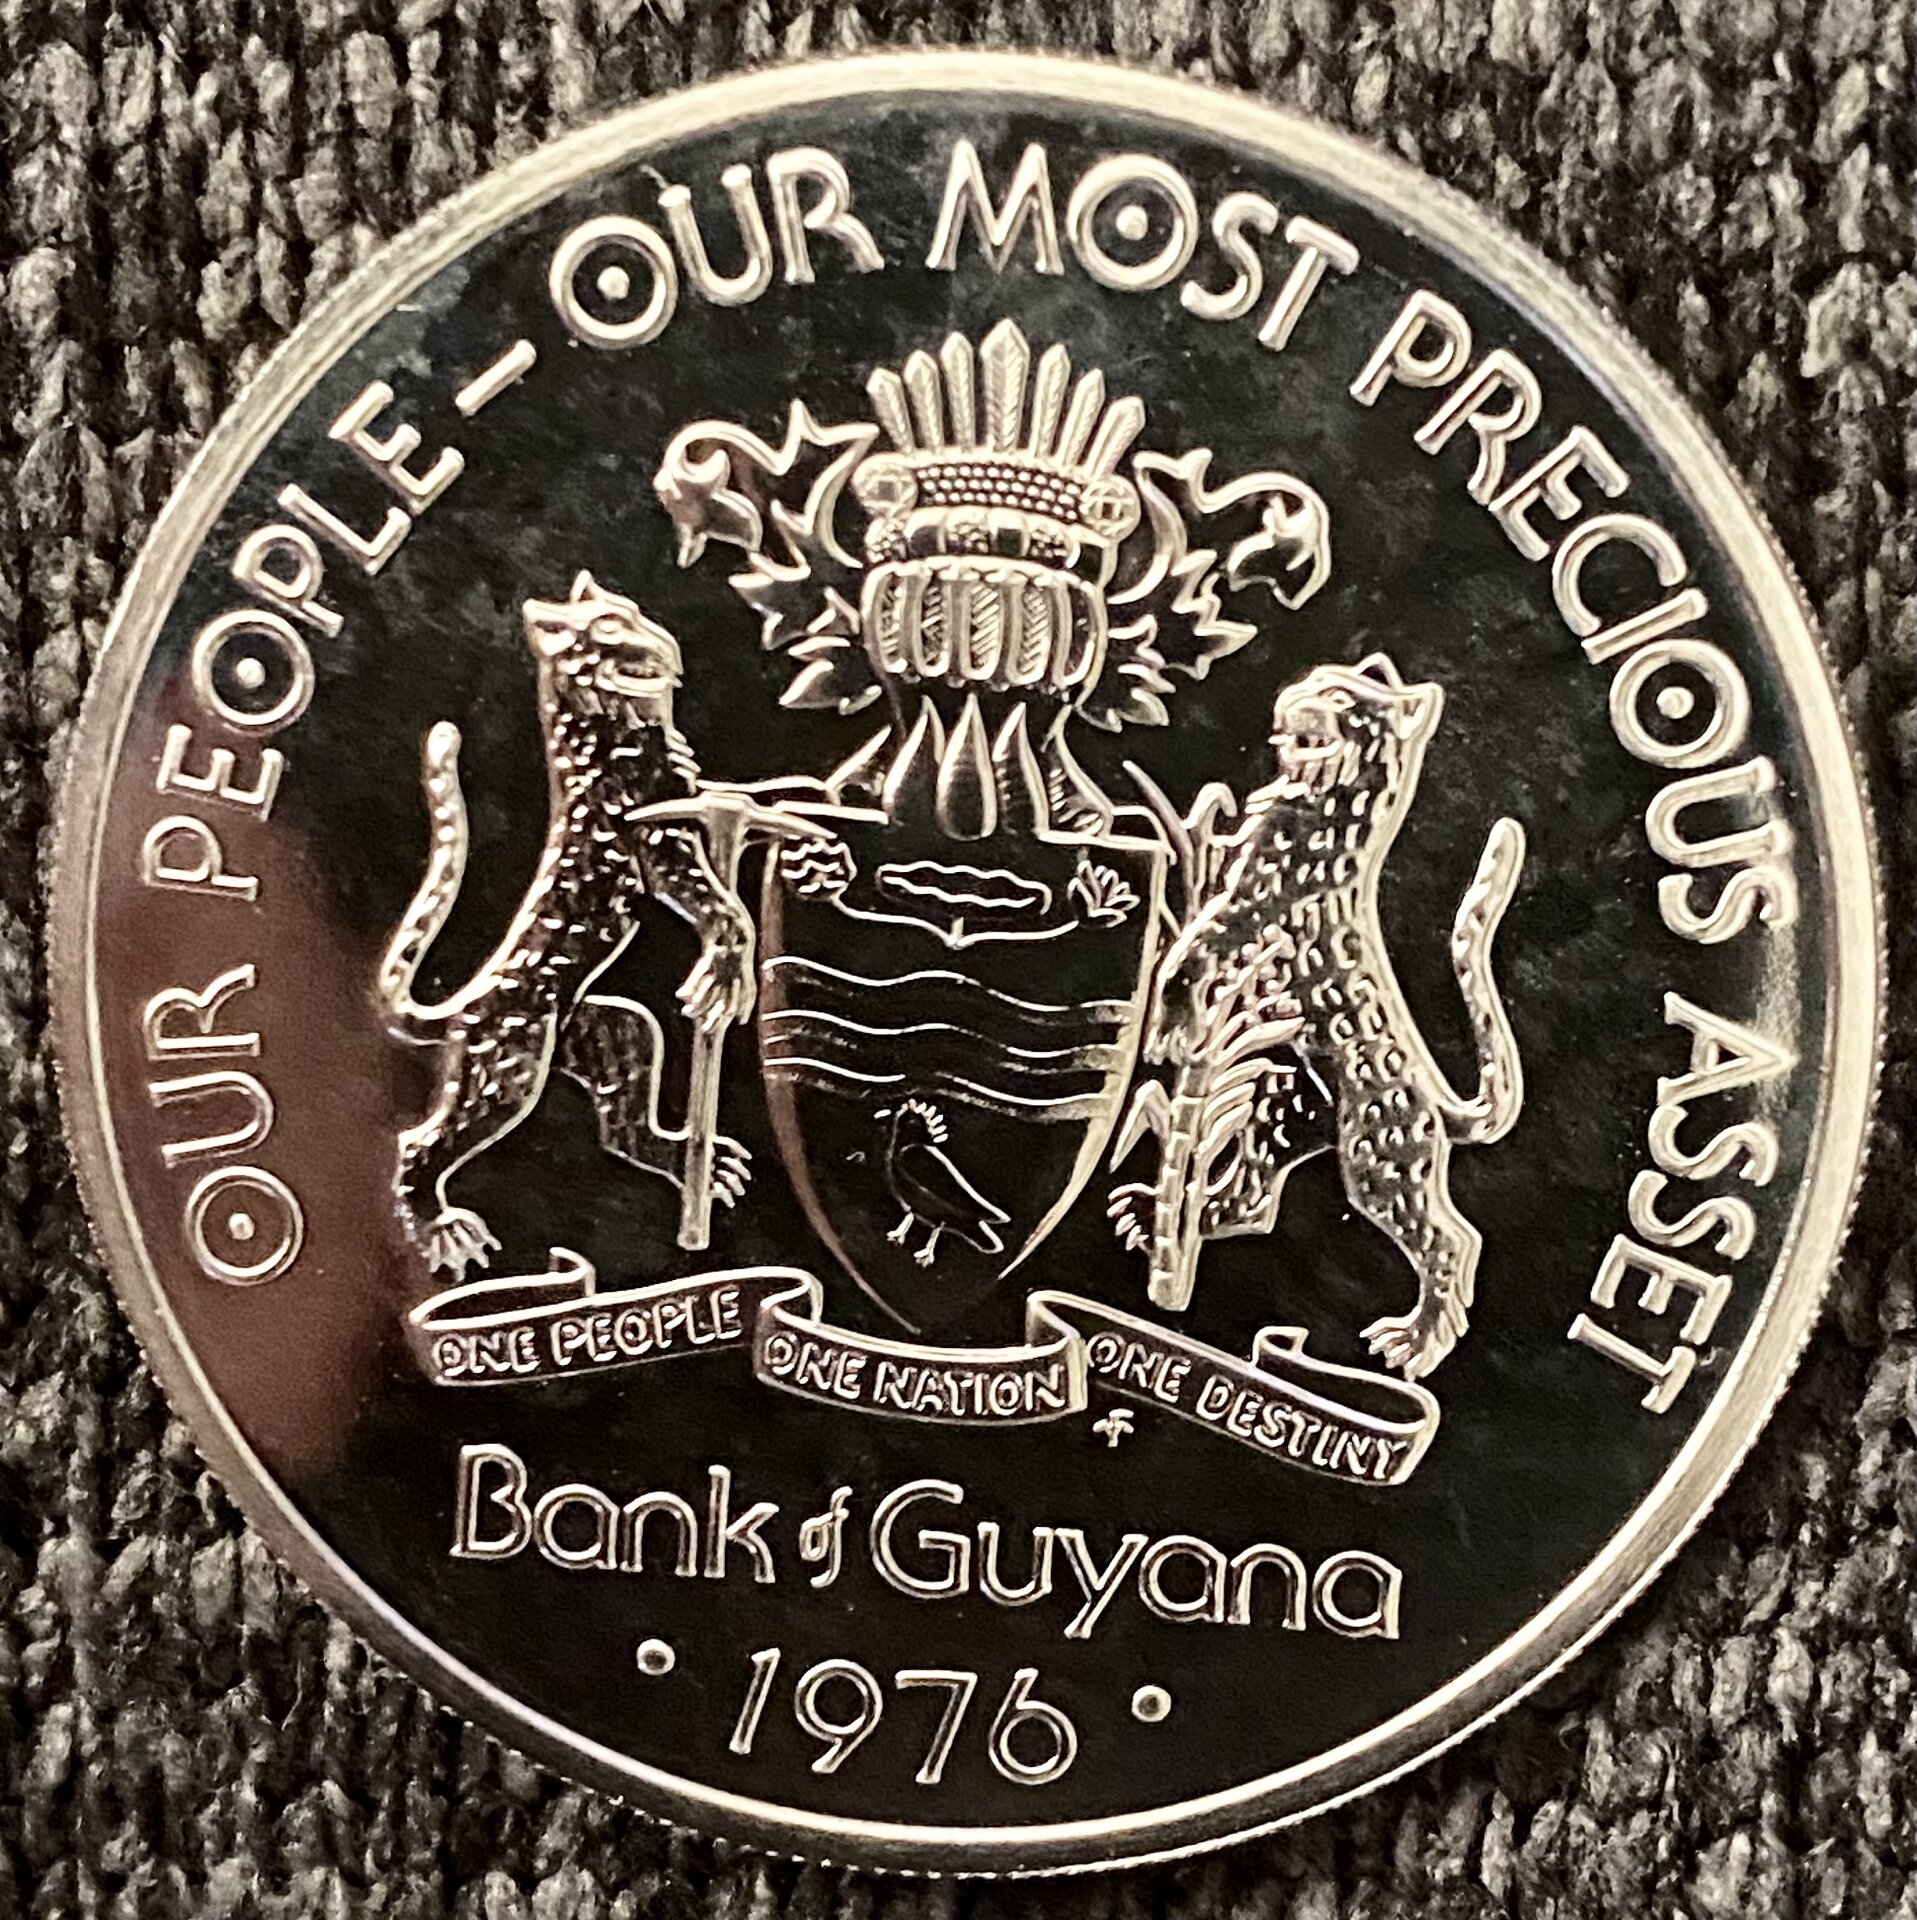 OUR PEOPLE – OUR MOST PRECIOUS ASSET
ONE PEOPLE
ONE NATION
ONE DESTINY
Bank of Guyana
• 1976 •